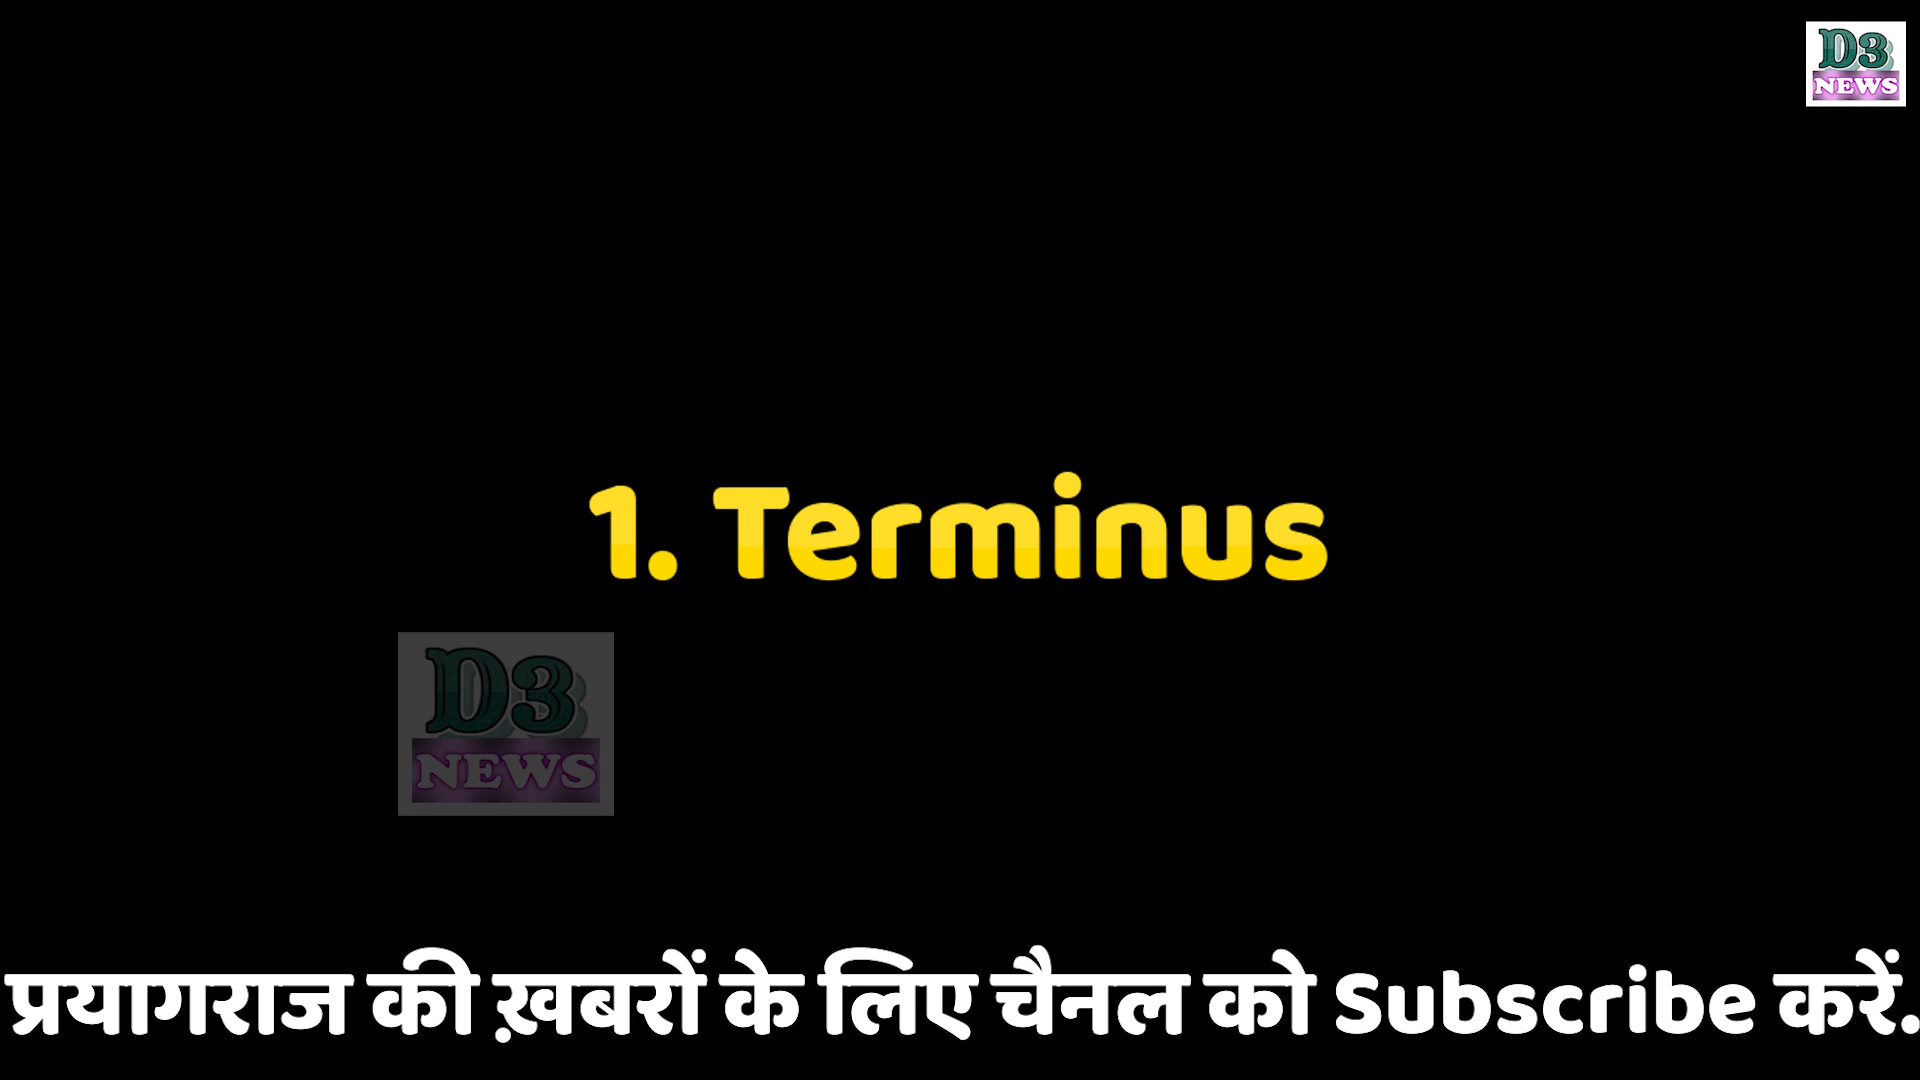 D3
NEWS
1. Terminus
D3
NEWS
प्रयागराज की ख़बरों के लिए चैनल को Subscribe करें.